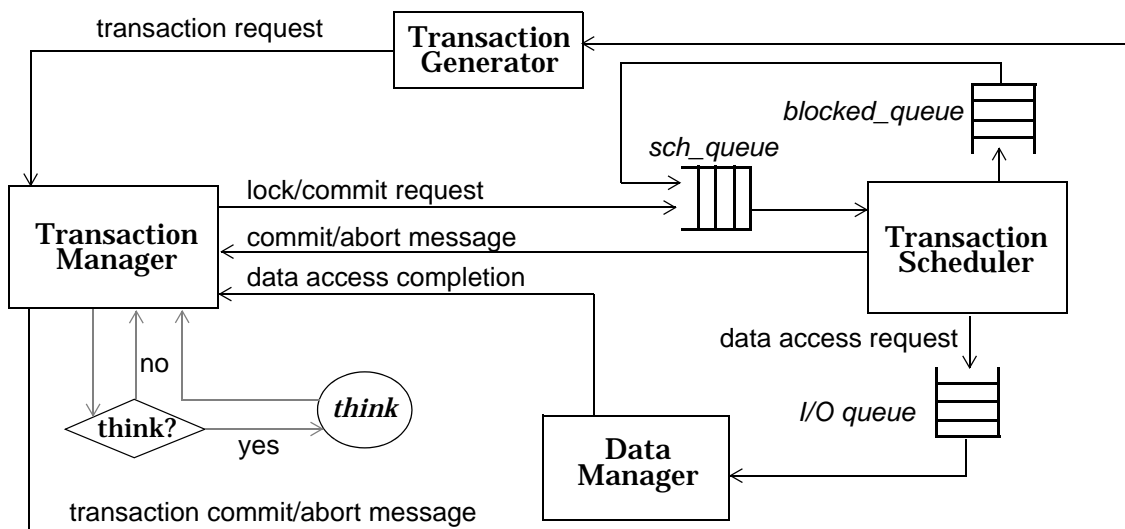 transaction request
Transaction
Generator
blocked_queue
sch_queue
lock/commit request
Transaction
Manager
commit/abort message
Transaction
Scheduler
data access completion
data access request
no
think
think?
yes
I/O queue
Data
Manager
transaction commit/abort message